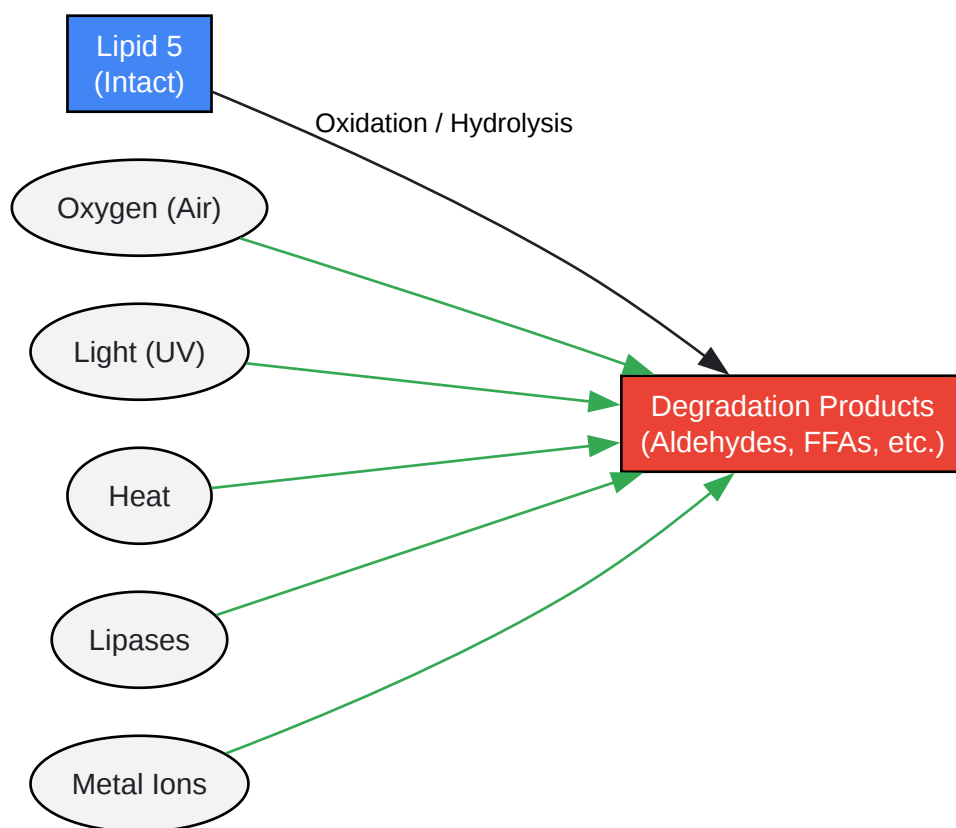 Lipid 5
(Intact)
Oxidation / Hydrolysis
Oxygen (Air)
Light (UV)
Degradation Products
(Aldehydes, FFAs, etc.)
Heat
Lipases
Metal Ions